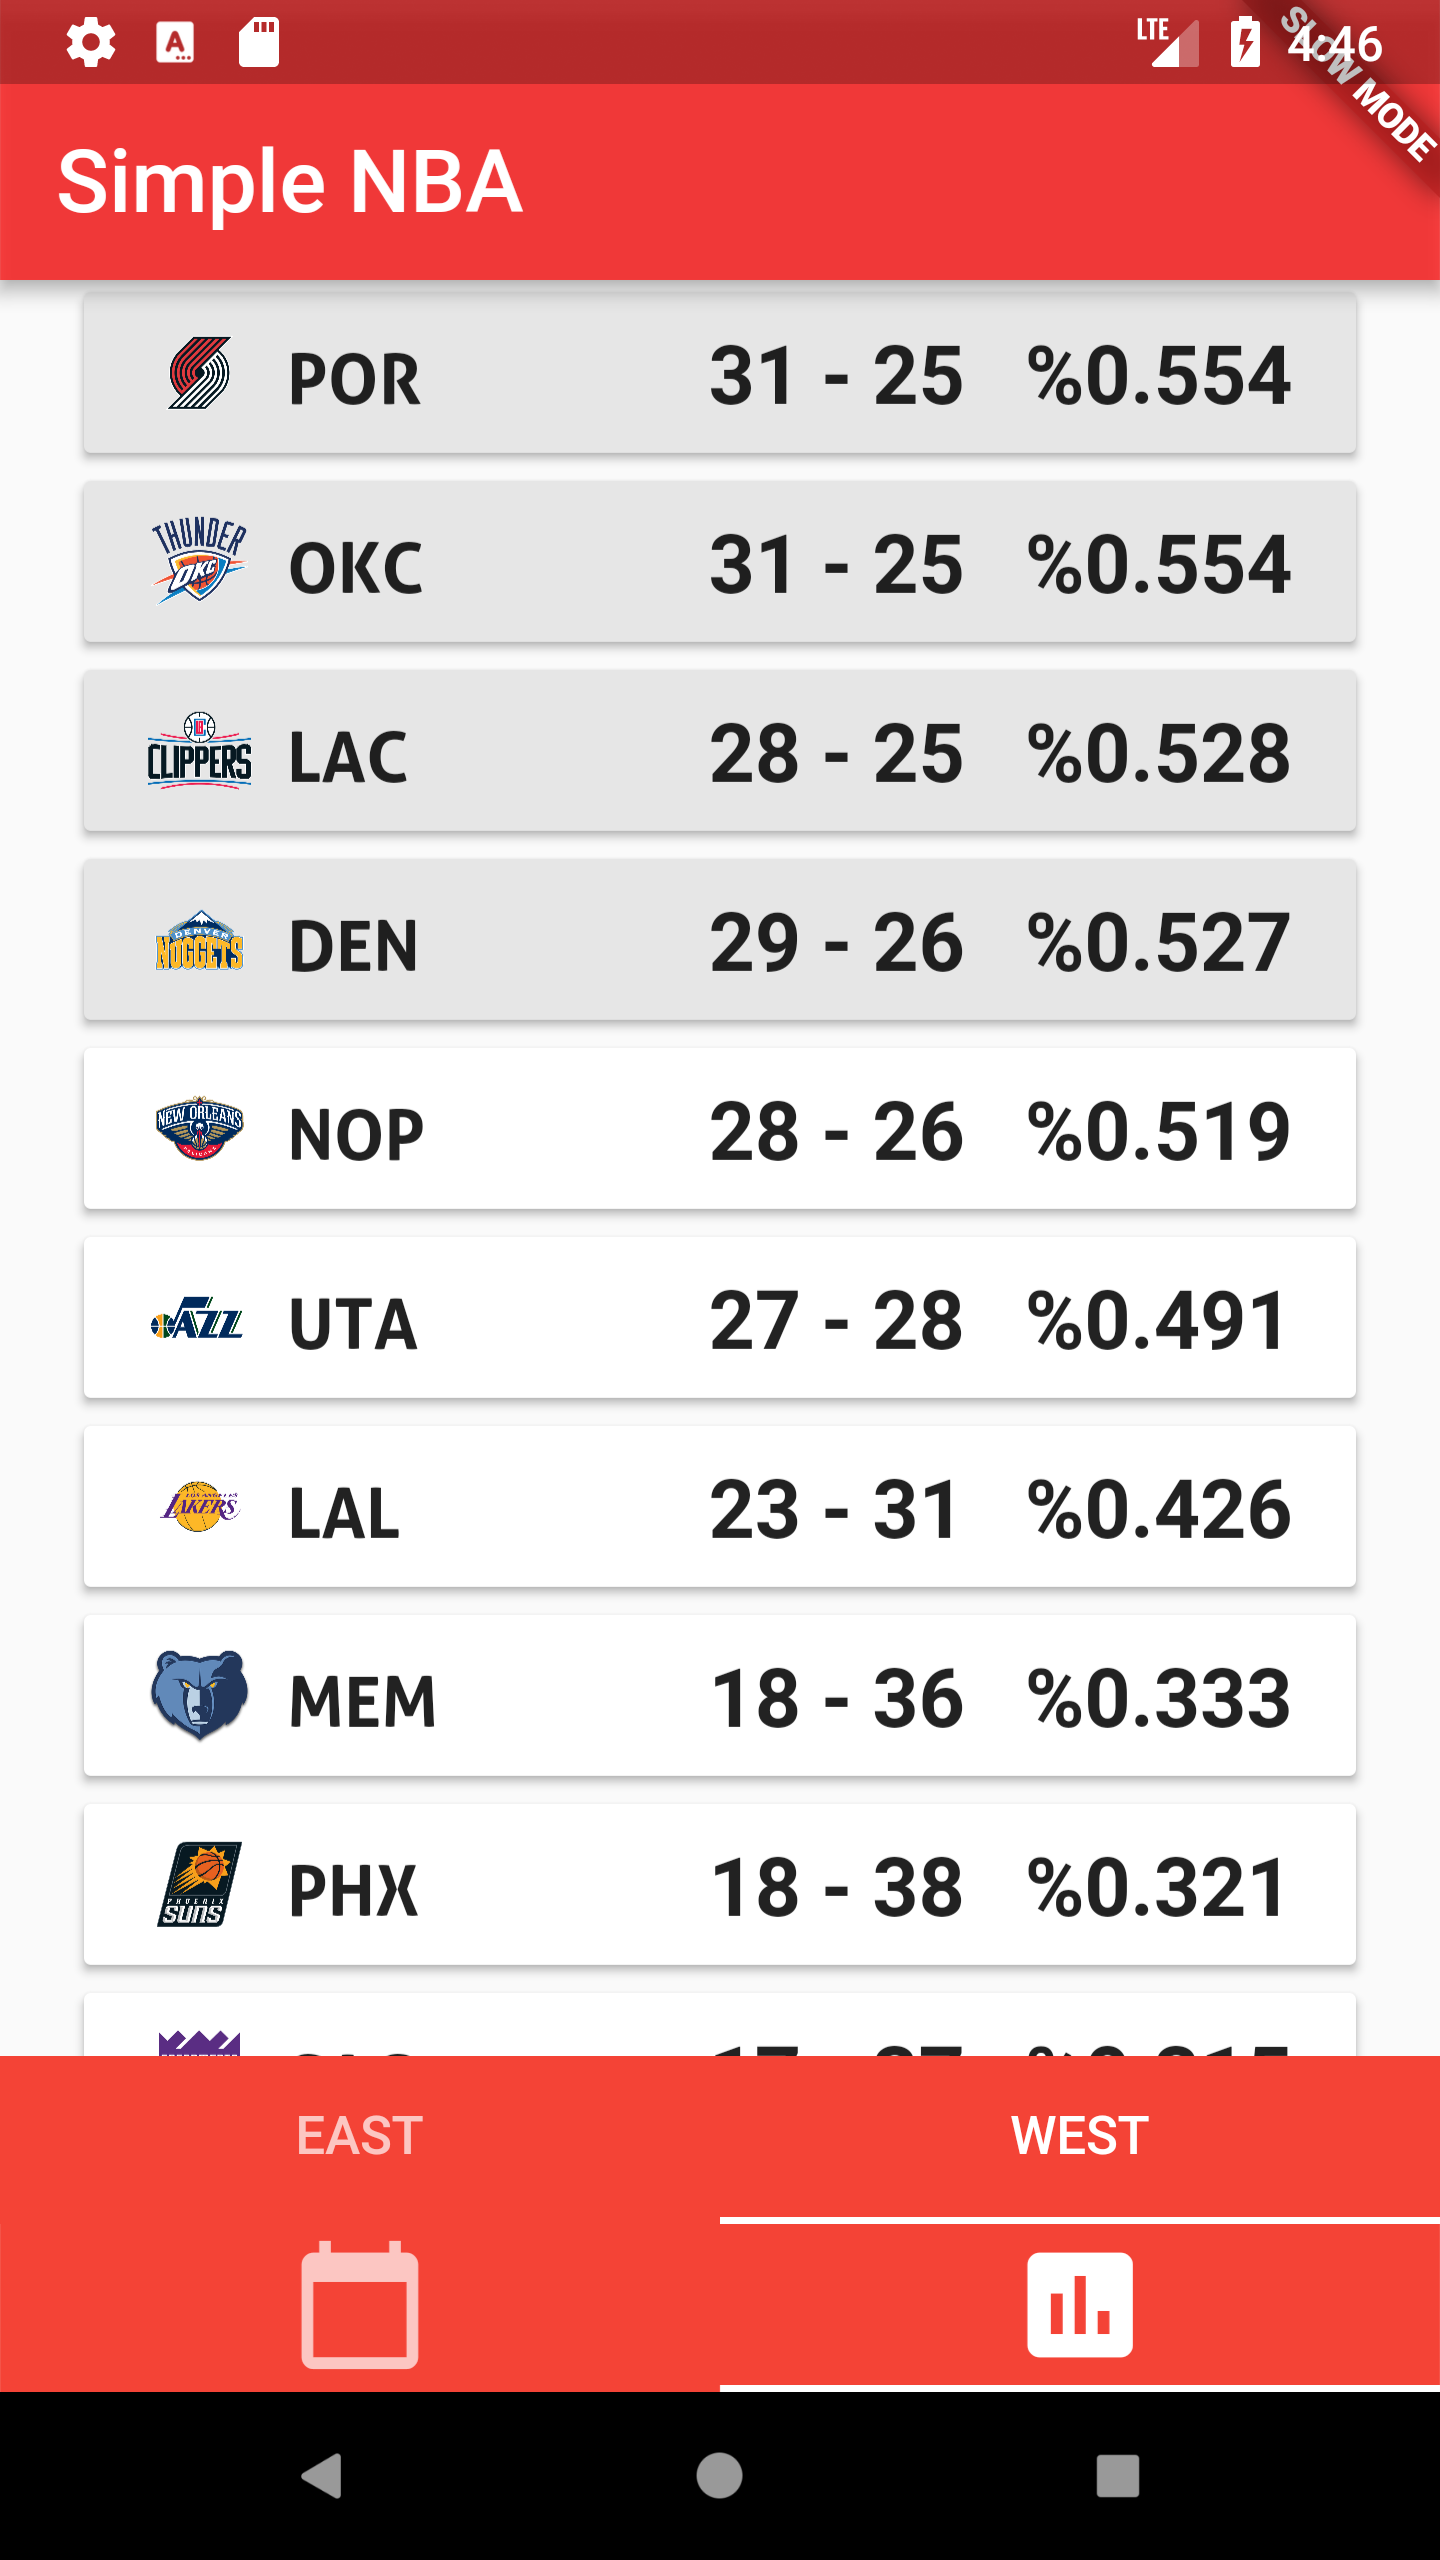 LTE 4:46
SLOW MODE
Simple NBA
POR 31 - 25 %0.554
THUNDER OKC OKC 31 - 25 %0.554
CLIPPERS LAC 28 - 25 %0.528
DENVER NUGGETS DEN 29 - 26 %0.527
NEW ORLEANS PELICANS NOP 28 - 26 %0.519
JAZZ UTA 27 - 28 %0.491
LOS ANGELES LAKERS LAL 23 - 31 %0.426
MEM 18 - 36 %0.333
PHOENIX SUNS PHX 18 - 38 %0.321
EAST WEST